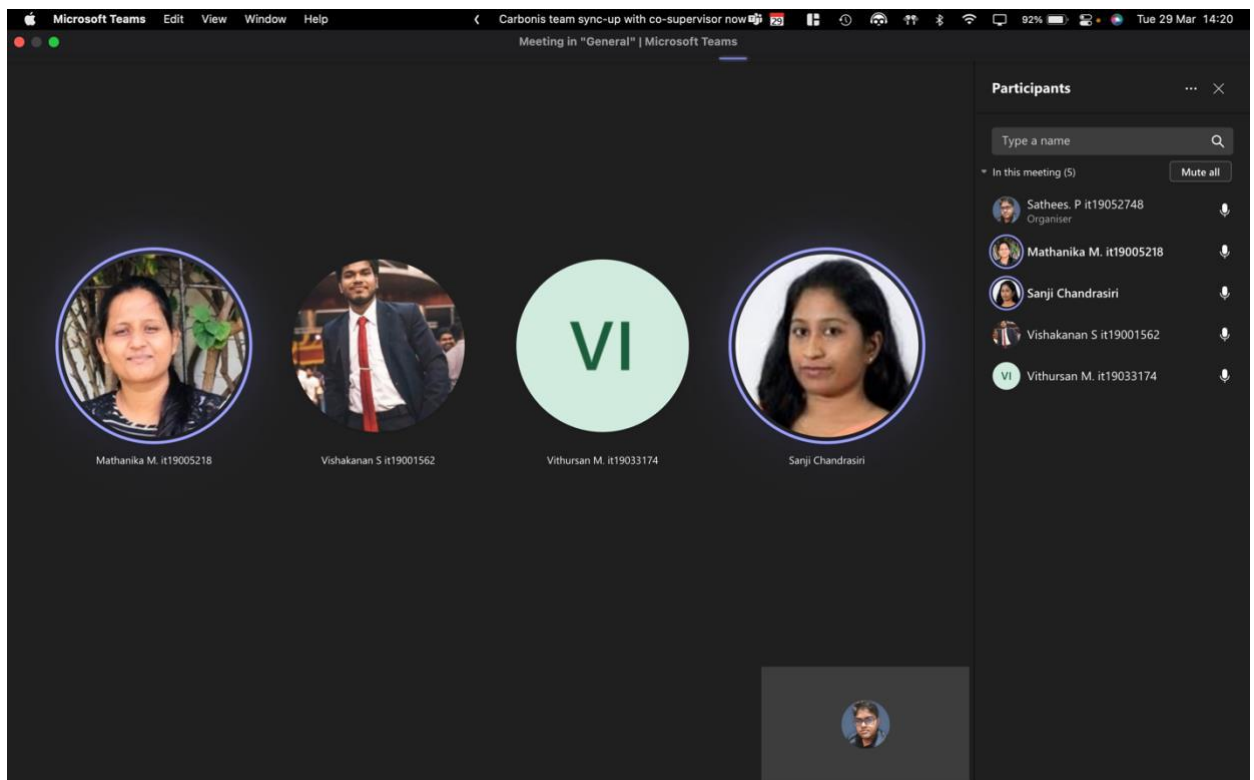 Microsoft Teams Edit View Window Help Carbonis team sync-up with co-supervisor now 29 92% Tue 29 Mar 14:20
Meeting in "General" | Microsoft Teams
Participants
Type a name
In this meeting (5) Mute all
Sathees. P it19052748
Organiser
Mathanika M. it19005218
Sanji Chandrasiri
Vishakanan S it19001562
VI Vithursan M. it19033174
VI
Mathanika M. it19005218 Vishakanan S it19001562 Vithursan M. it19033174 Sanji Chandrasiri